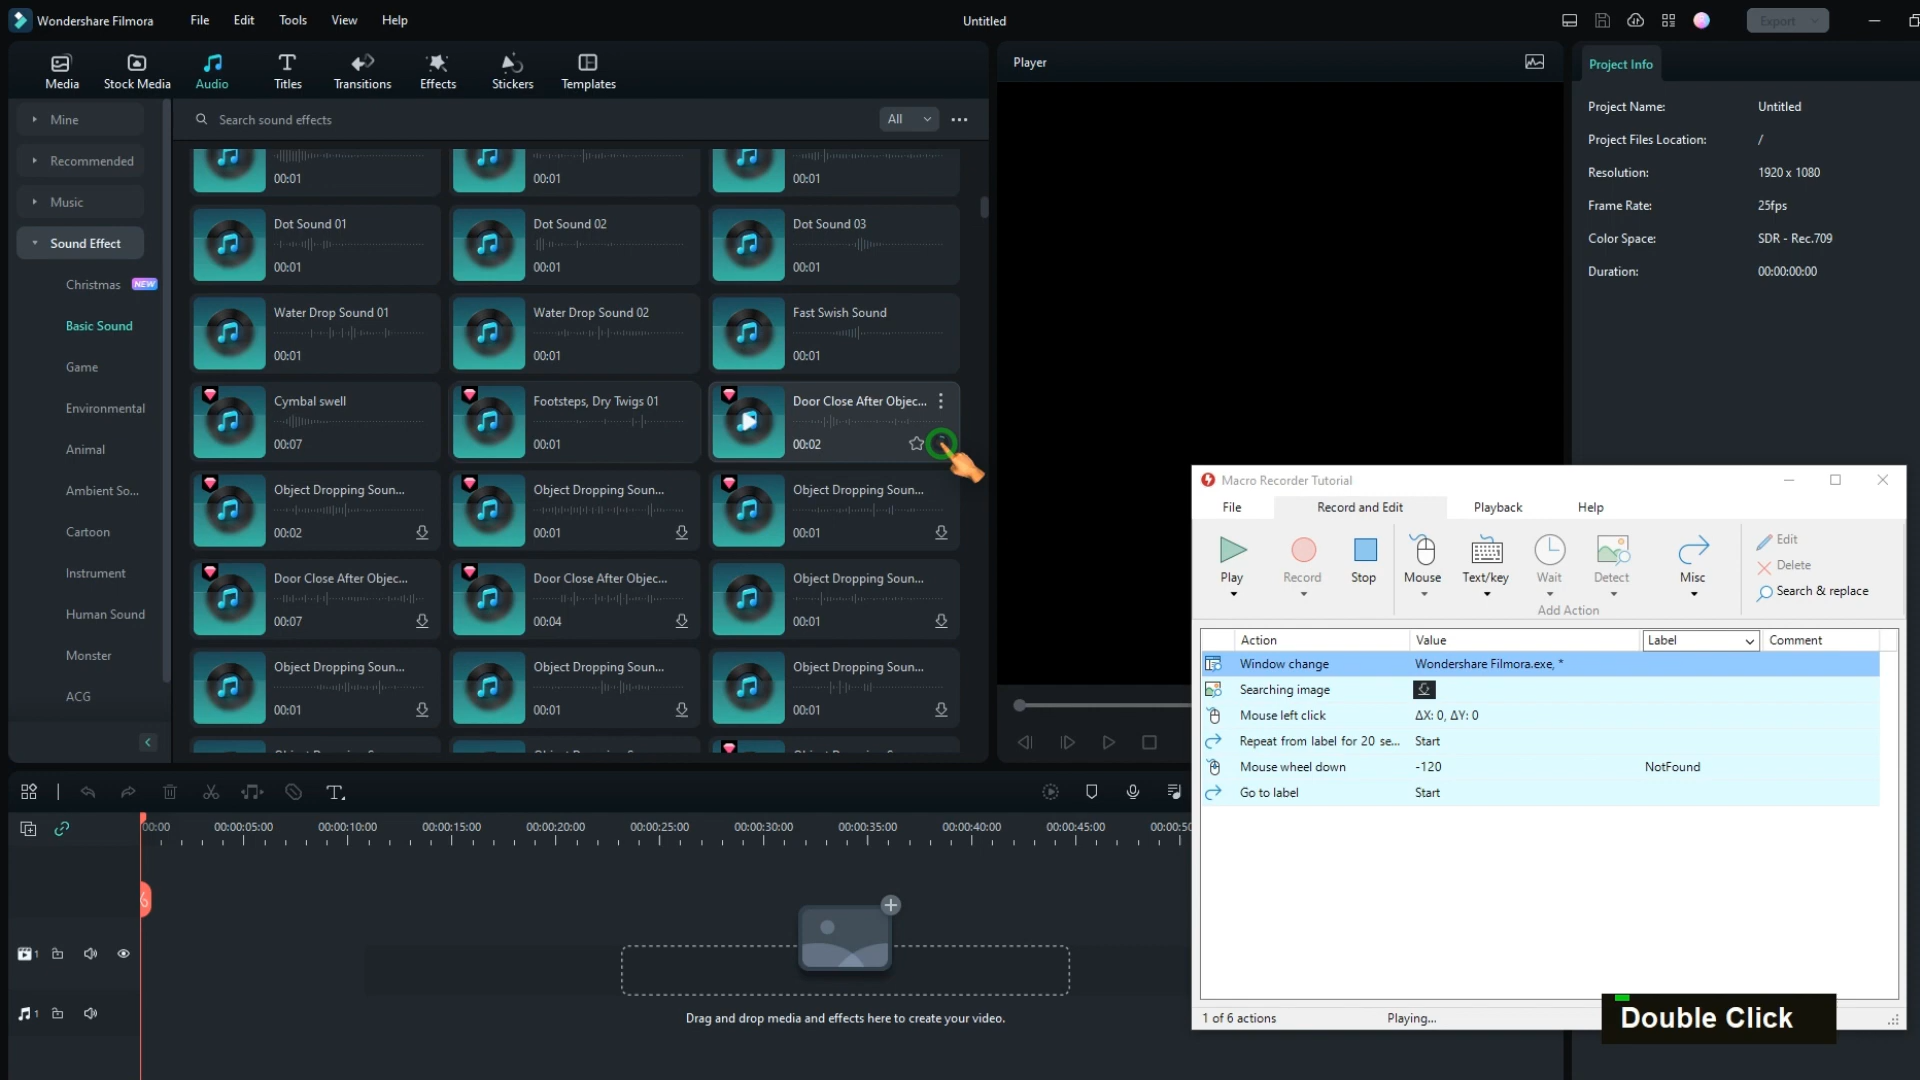 Wondershare Filmora File Edit Tools View Help Untitled Export
Media Stock Media Audio Titles Transitions Effects Stickers Templates
Player
Project Info
Mine
Recommended
Music
Sound Effect
Christmas NEW
Basic Sound
Game
Environmental
Animal
Ambient So...
Cartoon
Instrument
Human Sound
Monster
ACG
Search sound effects All
00:01 00:01 00:01
Dot Sound 01 Dot Sound 02 Dot Sound 03
00:01 00:01 00:01
Water Drop Sound 01 Water Drop Sound 02 Fast Swish Sound
00:01 00:01 00:01
Cymbal swell Footsteps, Dry Twigs 01 Door Close After Objec...
00:07 00:01 00:02
Object Dropping Soun... Object Dropping Soun... Object Dropping Soun...
00:02 00:01 00:01
Door Close After Objec... Door Close After Objec... Object Dropping Soun...
00:07 00:04 00:01
Object Dropping Soun... Object Dropping Soun... Object Dropping Soun...
00:01 00:01 00:01
Project Name: Untitled
Project Files Location: /
Resolution: 1920 x 1080
Frame Rate: 25fps
Color Space: SDR - Rec.709
Duration: 00:00:00:00
Macro Recorder Tutorial
File Record and Edit Playback Help
Play Record Stop Mouse Text/key Wait Detect Misc
Add Action
Edit
Delete
Search & replace
Action Value Label Comment
Window change Wondershare Filmora.exe, *
Searching image
Mouse left click ΔX: 0, ΔY: 0
Repeat from label for 20 se... Start
Mouse wheel down -120 NotFound
Go to label Start
1 of 6 actions Playing...
Double Click
00:00 00:00:05:00 00:00:10:00 00:00:15:00 00:00:20:00 00:00:25:00 00:00:30:00 00:00:35:00 00:00:40:00 00:00:45:00 00:00:50
1
1
Drag and drop media and effects here to create your video.